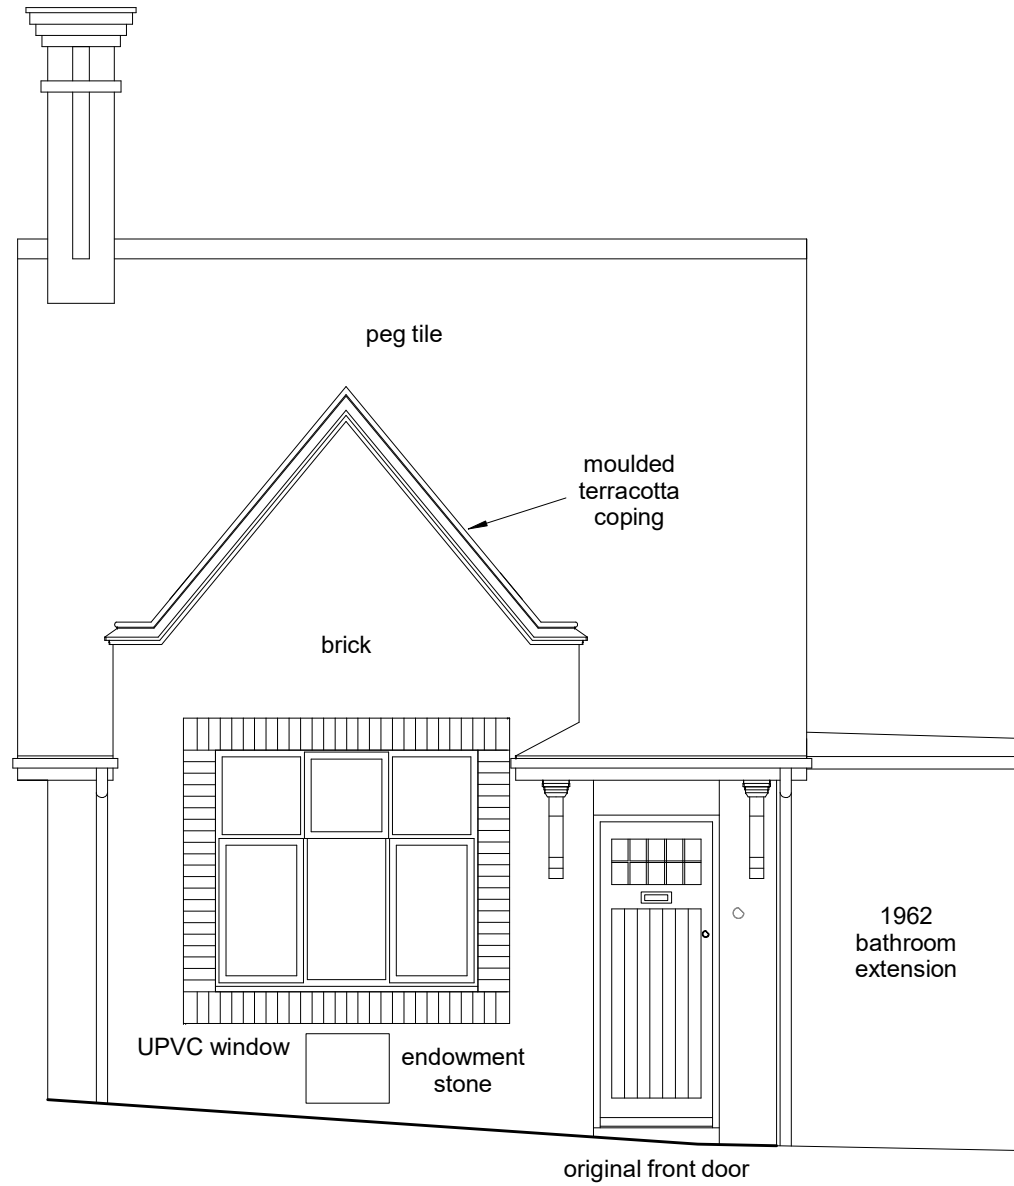 peg tile
moulded
terracotta
coping
brick
1962
bathroom
extension
UPVC window
endowment
stone
original front door